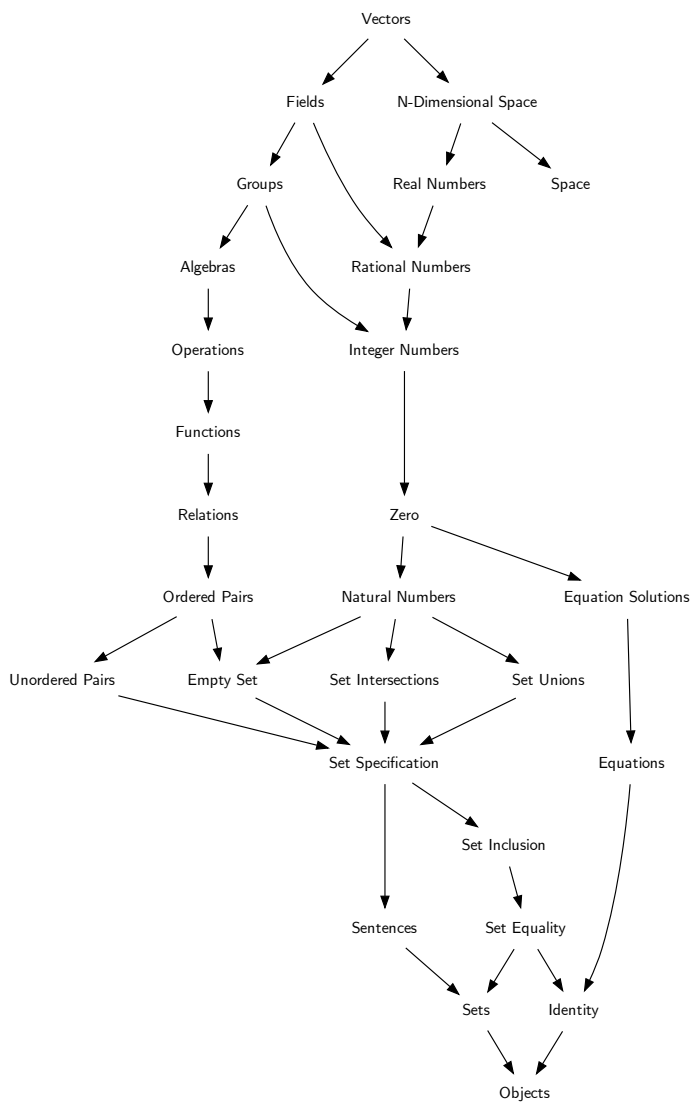 Vectors
Fields
N-Dimensional Space
Groups
Real Numbers
Space
Algebras
Rational Numbers
Operations
Integer Numbers
Functions
Relations
Zero
Ordered Pairs
Natural Numbers
Equation Solutions
Unordered Pairs
Empty Set
Set Intersections
Set Unions
Set Specification
Equations
Set Inclusion
Sentences
Set Equality
Sets
Identity
Objects